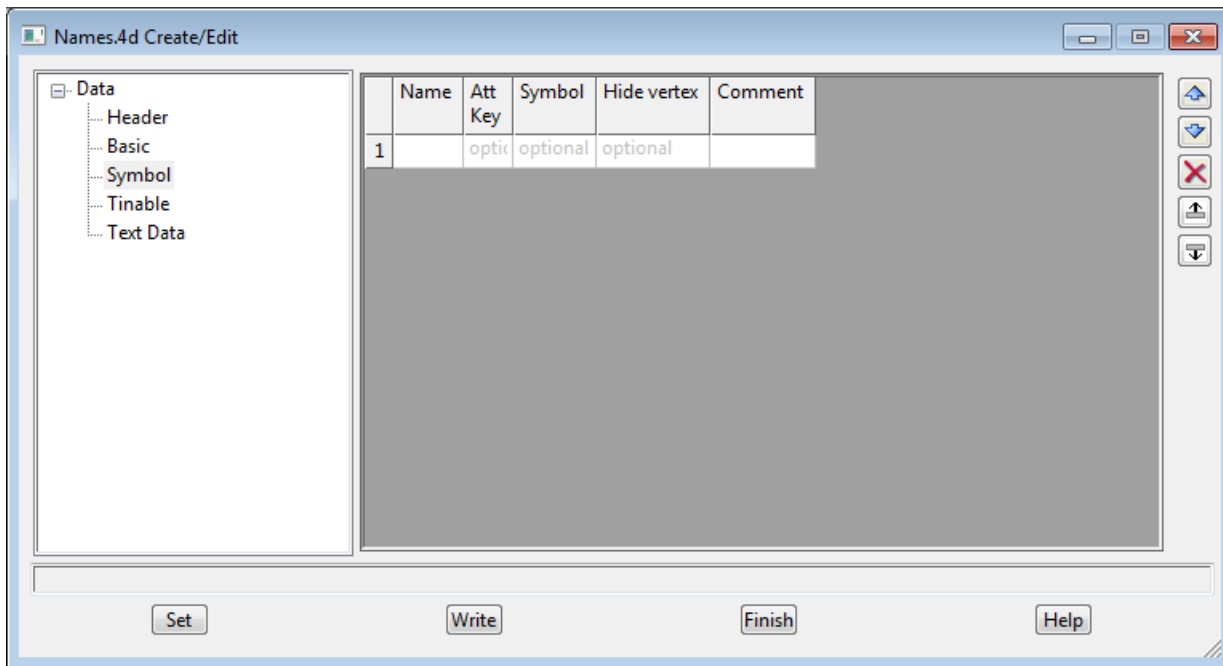 Names.4d Create/Edit
Data
Header
Basic
Symbol
Tinable
Text Data
Name Att Key Symbol Hide vertex Comment
1 optic optional optional
Set Write Finish Help